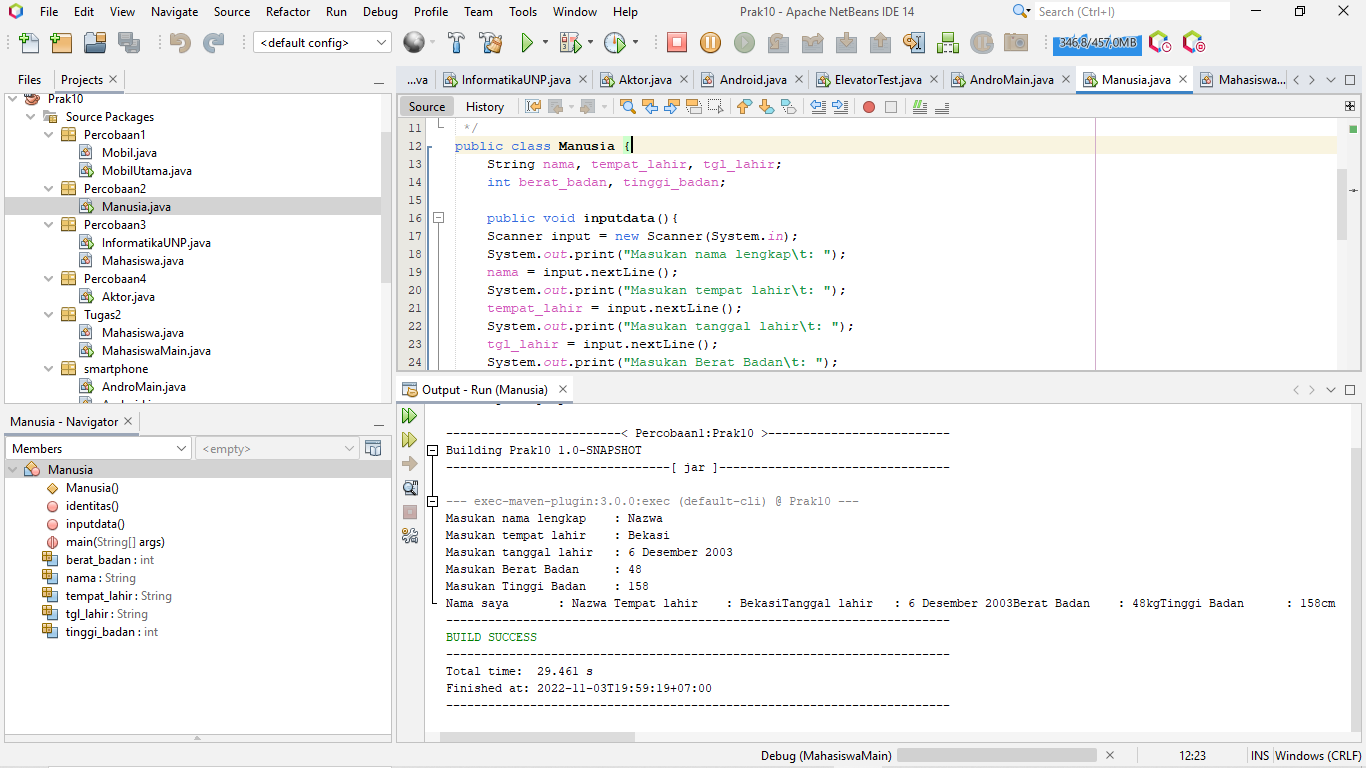 File Edit View Navigate Source Refactor Run Debug Profile Team Tools Window Help
Prak10 - Apache NetBeans IDE 14
Search (Ctrl+I)
<default config>
346,8/457,0MB
Files Projects
Prak10
Source Packages
Percobaan1
Mobil.java
MobilUtama.java
Percobaan2
Manusia.java
Percobaan3
InformatikaUNP.java
Mahasiswa.java
Percobaan4
Aktor.java
Tugas2
Mahasiswa.java
MahasiswaMain.java
smartphone
AndroMain.java
Manusia - Navigator
Members <empty>
Manusia
Manusia()
identitas()
inputdata()
main(String[] args)
berat_badan : int
nama : String
tempat_lahir : String
tgl_lahir : String
tinggi_badan : int
...va InformatikaUNP.java Aktor.java Android.java ElevatorTest.java AndroMain.java Manusia.java Mahasiswa...
Source History
11 */
12 public class Manusia {
13 String nama, tempat_lahir, tgl_lahir;
14 int berat_badan, tinggi_badan;
15
16 public void inputdata(){
17 Scanner input = new Scanner(System.in);
18 System.out.print("Masukan nama lengkap\t: ");
19 nama = input.nextLine();
20 System.out.print("Masukan tempat lahir\t: ");
21 tempat_lahir = input.nextLine();
22 System.out.print("Masukan tanggal lahir\t: ");
23 tgl_lahir = input.nextLine();
24 System.out.print("Masukan Berat Badan\t: ");
Output - Run (Manusia)
-------------------------< Percobaan1:Prak10 >--------------------------
Building Prak10 1.0-SNAPSHOT
--------------------------------[ jar ]---------------------------------
--- exec-maven-plugin:3.0.0:exec (default-cli) @ Prak10 ---
Masukan nama lengkap : Nazwa
Masukan tempat lahir : Bekasi
Masukan tanggal lahir : 6 Desember 2003
Masukan Berat Badan : 48
Masukan Tinggi Badan : 158
Nama saya : Nazwa Tempat lahir : BekasiTanggal lahir : 6 Desember 2003Berat Badan : 48kgTinggi Badan : 158cm
------------------------------------------------------------------------
BUILD SUCCESS
------------------------------------------------------------------------
Total time: 29.461 s
Finished at: 2022-11-03T19:59:19+07:00
------------------------------------------------------------------------
Debug (MahasiswaMain) 12:23 INS Windows (CRLF)